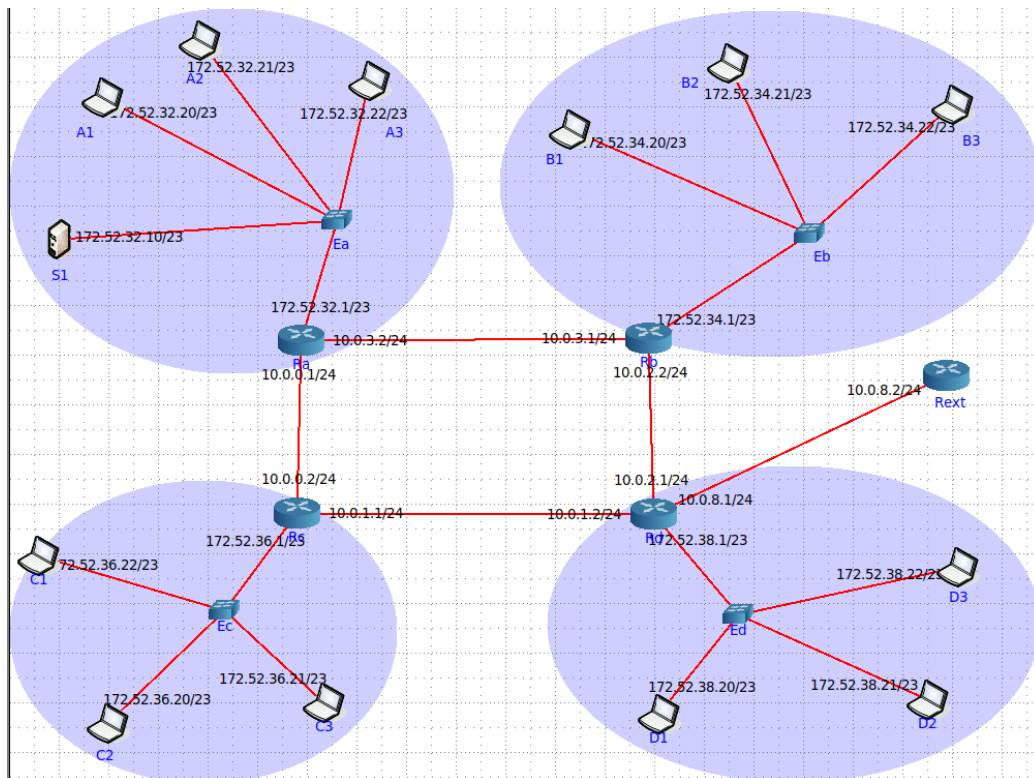 172.52.32.21/23
A2
172.52.32.20/23
A1
172.52.32.22/23
A3
172.52.32.10/23
S1
Ea
172.52.32.1/23
B2
172.52.34.21/23
172.52.34.20/23
B1
172.52.34.22/23
B3
Eb
172.52.34.1/23
10.0.3.2/24
10.0.3.1/24
Ra
Rb
10.0.0.1/24
10.0.2.2/24
10.0.8.2/24
Rext
10.0.0.2/24
10.0.2.1/24
10.0.8.1/24
10.0.1.1/24
10.0.1.2/24
Rc
Rd
172.52.36.1/23
172.52.38.1/23
72.52.36.22/23
C1
Ec
172.52.36.21/23
172.52.36.20/23
C3
C2
172.52.38.22/23
D3
Ed
172.52.38.20/23
172.52.38.21/23
D1
D2